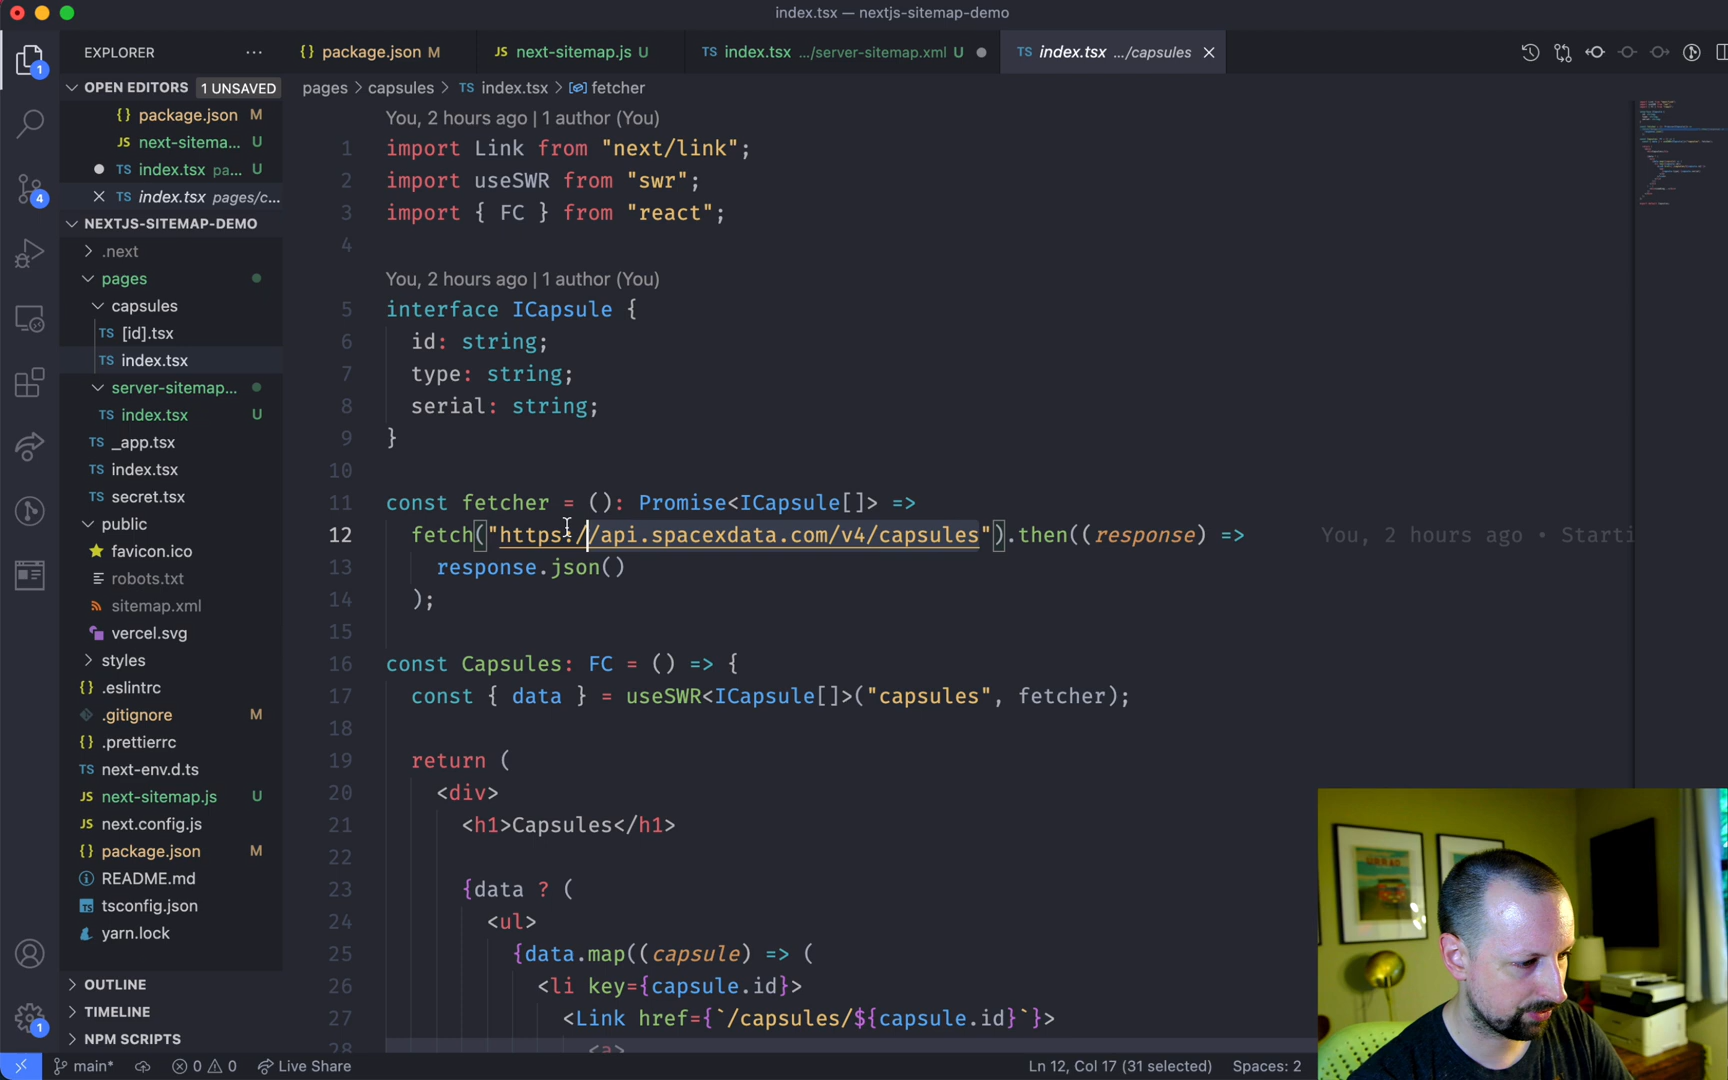 index.tsx — nextjs-sitemap-demo
EXPLORER
package.json M
next-sitemap.js U
index.tsx .../server-sitemap.xml U
index.tsx .../capsules
OPEN EDITORS 1 UNSAVED
package.json M
next-sitema... U
index.tsx pa... U
index.tsx pages/c...
NEXTJS-SITEMAP-DEMO
.next
pages
capsules
[id].tsx
index.tsx
server-sitemap...
index.tsx U
_app.tsx
index.tsx
secret.tsx
public
favicon.ico
robots.txt
sitemap.xml
vercel.svg
styles
.eslintrc
.gitignore M
.prettierrc
next-env.d.ts
next-sitemap.js U
next.config.js
package.json M
README.md
tsconfig.json
yarn.lock
OUTLINE
TIMELINE
NPM SCRIPTS
pages > capsules > TS index.tsx > fetcher
You, 2 hours ago | 1 author (You)
1 import Link from "next/link";
2 import useSWR from "swr";
3 import { FC } from "react";
4
You, 2 hours ago | 1 author (You)
5 interface ICapsule {
6 id: string;
7 type: string;
8 serial: string;
9 }
10
11 const fetcher = (): Promise<ICapsule[]> =>
12 fetch("https://api.spacexdata.com/v4/capsules").then((response) => You, 2 hours ago • Starti
13 response.json()
14 );
15
16 const Capsules: FC = () => {
17 const { data } = useSWR<ICapsule[]>("capsules", fetcher);
18
19 return (
20 <div>
21 <h1>Capsules</h1>
22
23 {data ? (
24 <ul>
25 {data.map((capsule) => (
26 <li key={capsule.id}>
27 <Link href={`/capsules/${capsule.id}`}>
28 <a>
main* 0 0 Live Share
Ln 12, Col 17 (31 selected) Spaces: 2